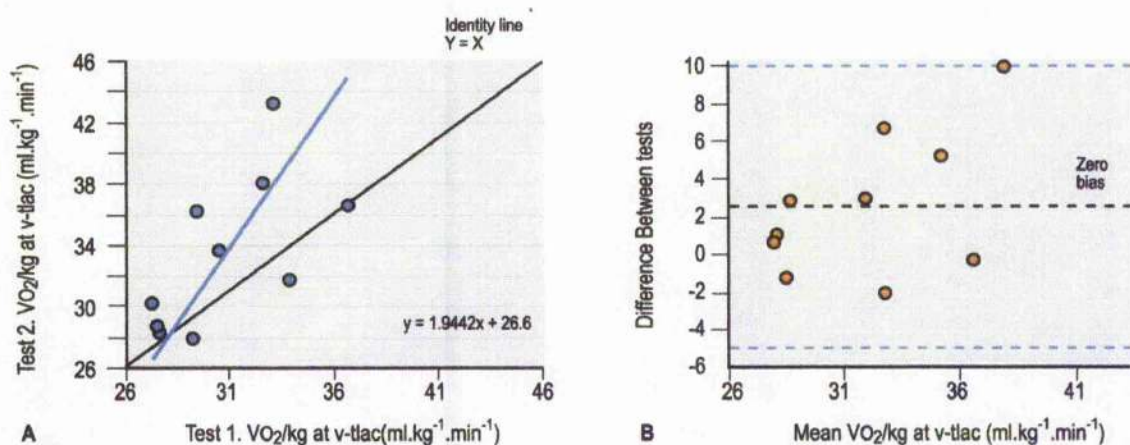 Identity line
Y = X
46
42
38
34
30
26
Test 2. VO2/kg at v-tlac (ml.kg-1.min-1)
y = 1.9442x + 26.6
26 31 36 41 46
A Test 1. VO2/kg at v-tlac(ml.kg-1.min-1)
10
8
6
4
2
0
-2
-4
-6
Difference Between tests
Zero
bias
26 31 36 41
B Mean VO2/kg at v-tlac (ml.kg-1.min-1)